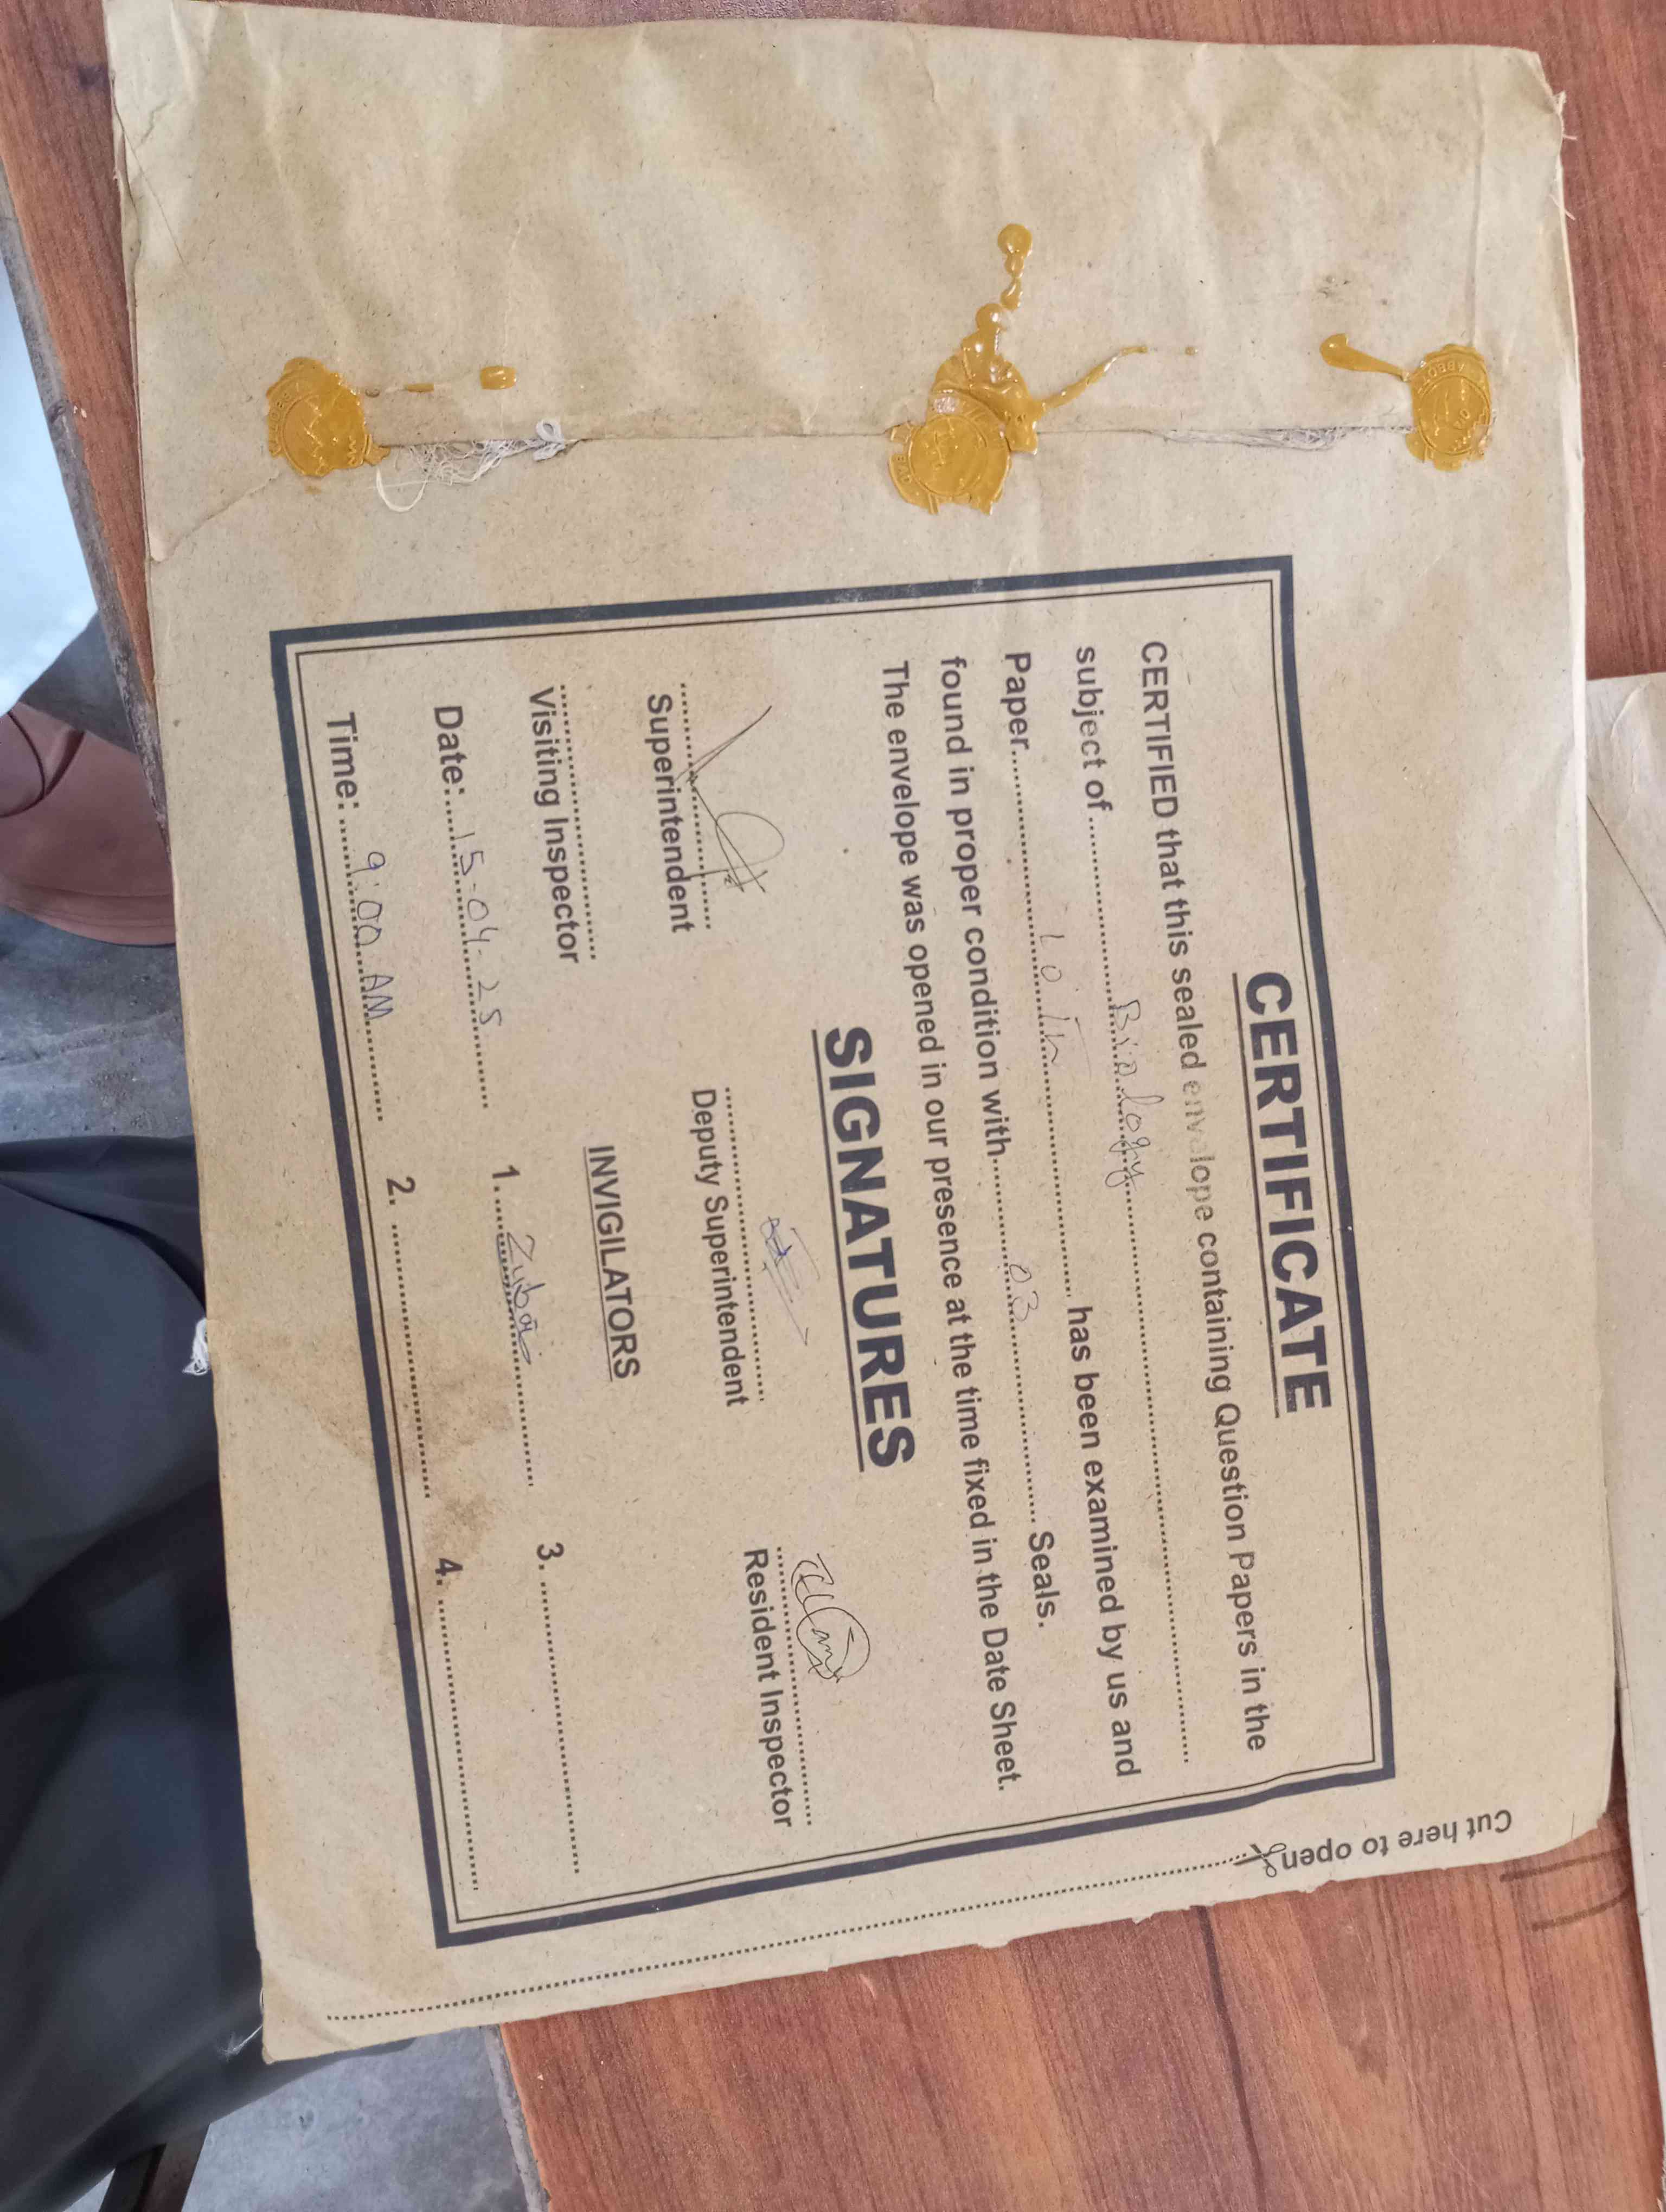 CERTIFICATE
CERTIFIED that this sealed envelope containing Question Papers in the
subject of Biology
Paper 10 th has been examined by us and
found in proper condition with 03 Seals.
The envelope was opened in our presence at the time fixed in the Date Sheet.
SIGNATURES
Superintendent
Deputy Superintendent
Resident Inspector
Visiting Inspector
INVIGILATORS
Date: 15-04-25
1. Zubai
3.
Time: 9:00 AM
2.
4.
Cut here to open